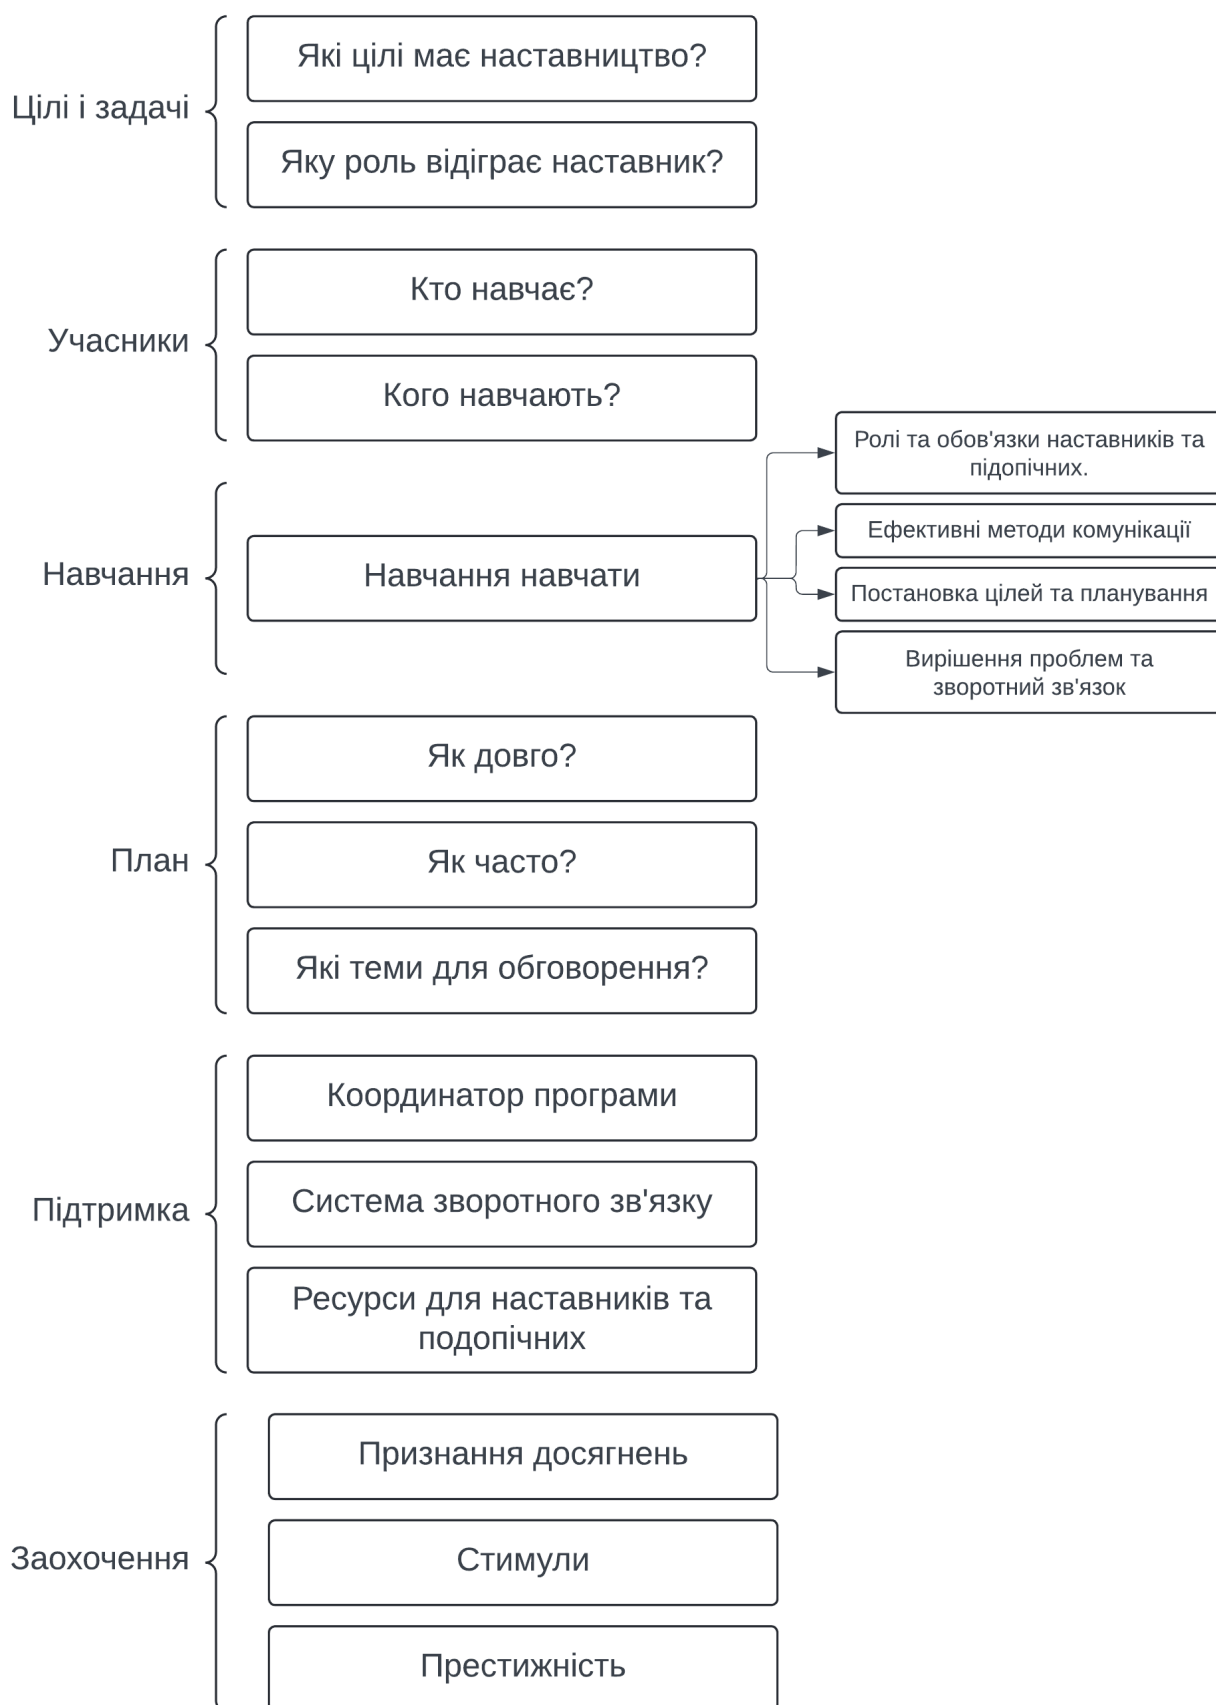 Цілі і задачі
Які цілі має наставництво?
Яку роль відіграє наставник?
Учасники
Кто навчає?
Кого навчають?
Навчання
Навчання навчати
Ролі та обов'язки наставників та
підопічних.
Ефективні методи комунікації
Постановка цілей та планування
Вирішення проблем та
зворотний зв'язок
План
Як довго?
Як часто?
Які теми для обговорення?
Підтримка
Координатор програми
Система зворотного зв'язку
Ресурси для наставників та
подопічних
Заохочення
Признання досягнень
Стимули
Престижність